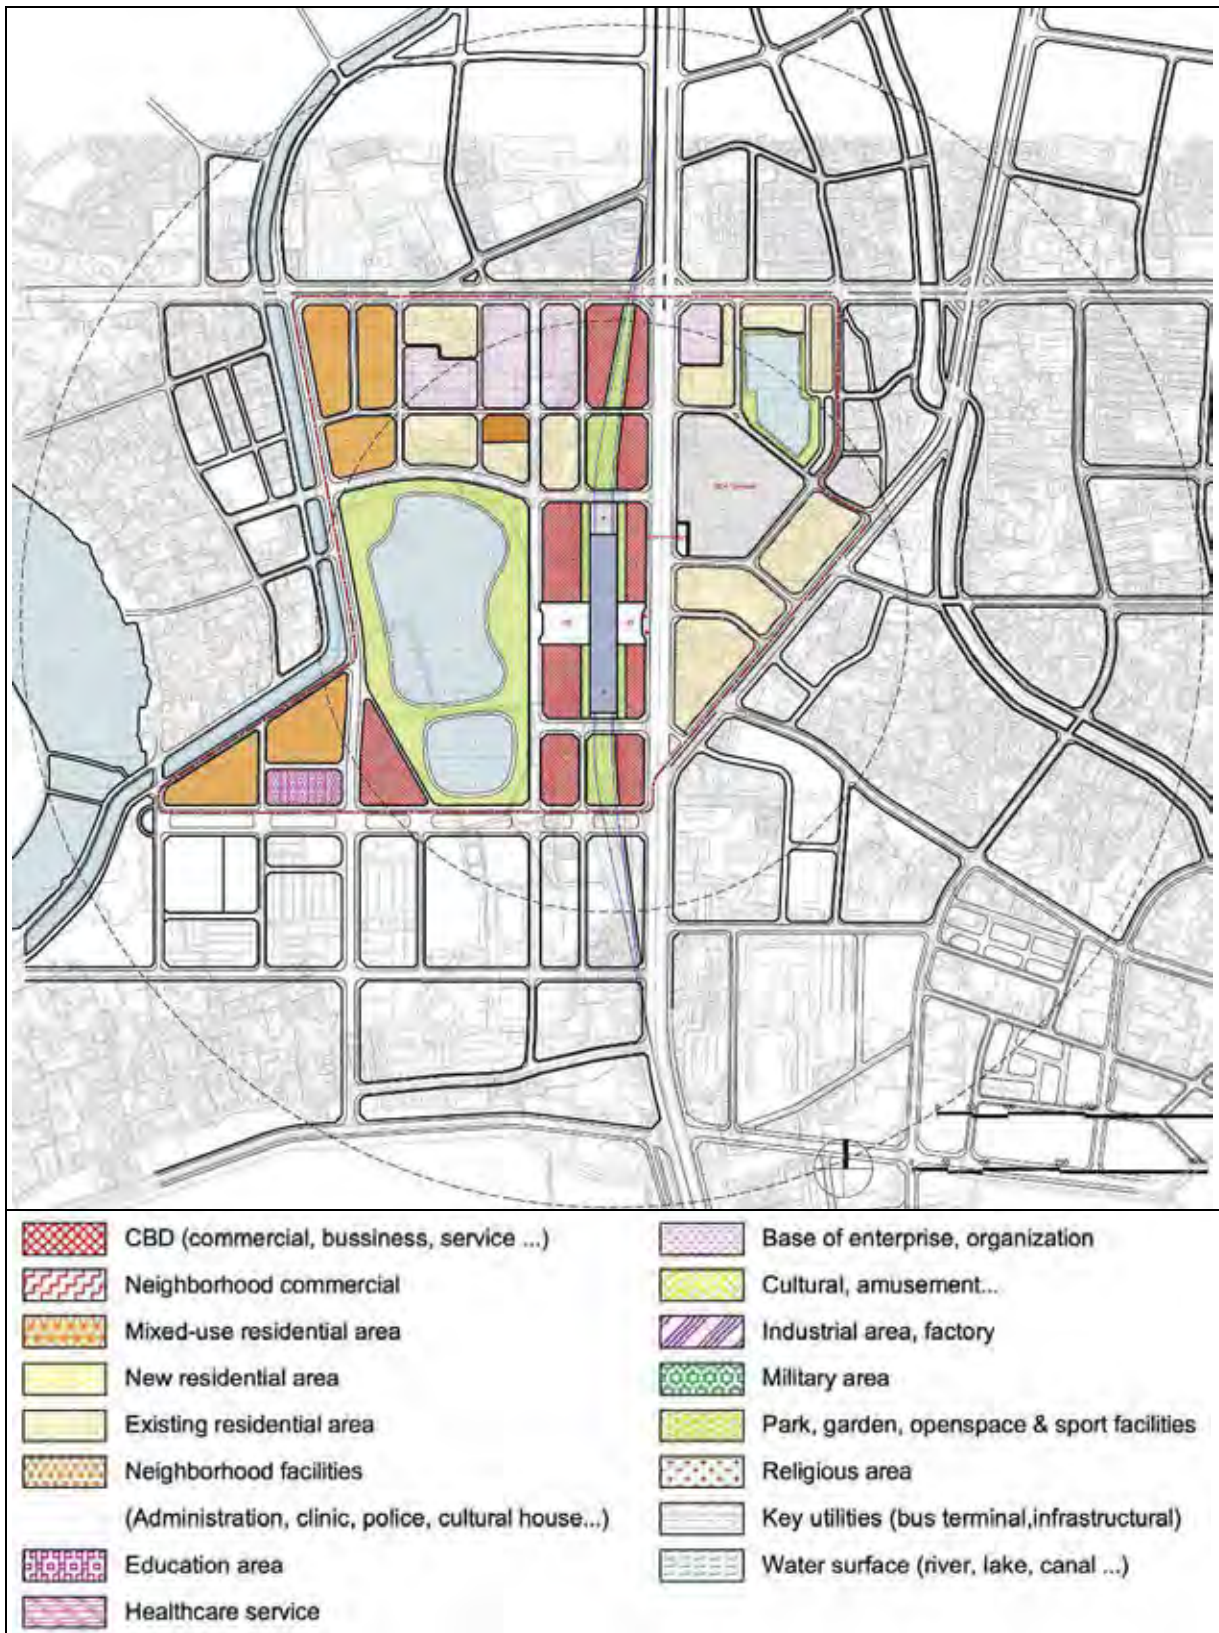 CBD (commercial, bussiness, service ...)
Neighborhood commercial
Mixed-use residential area
New residential area
Existing residential area
Neighborhood facilities
(Administration, clinic, police, cultural house...)
Education area
Healthcare service
Base of enterprise, organization
Cultural, amusement...
Industrial area, factory
Military area
Park, garden, openspace & sport facilities
Religious area
Key utilities (bus terminal,infrastructural)
Water surface (river, lake, canal ...)